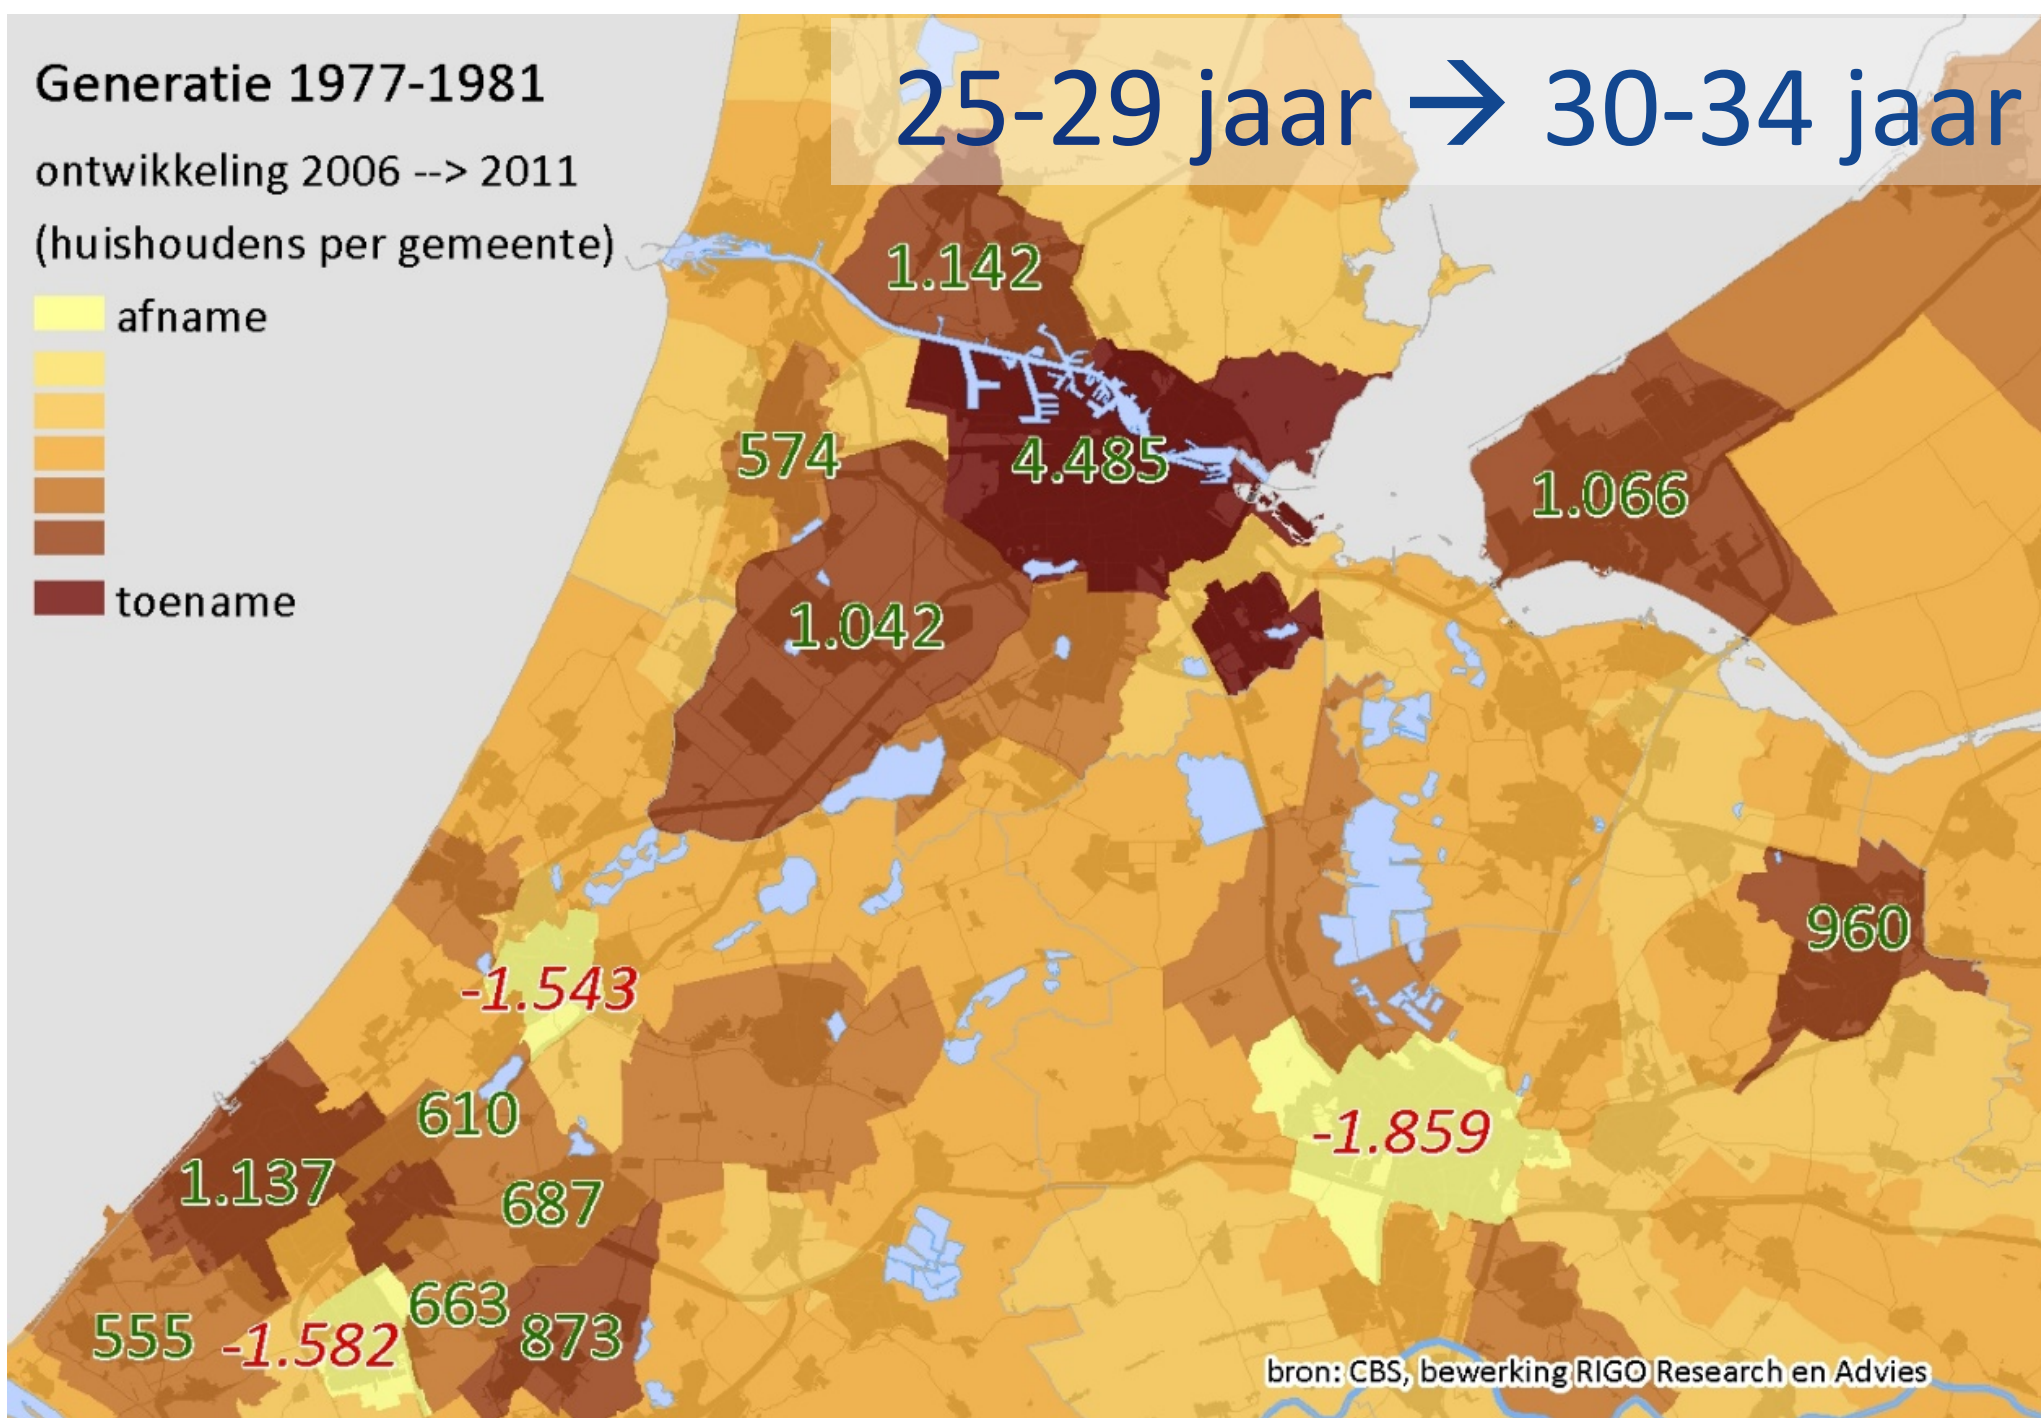 25-29 jaar → 30-34 jaar
Generatie 1977-1981
ontwikkeling 2006 --> 2011
(huishoudens per gemeente)
afname
toename
1.142
574
4.485
1.066
1.042
960
-1.543
610
-1.859
1.137
687
663
555
-1.582
873
bron: CBS, bewerking RIGO Research en Advies